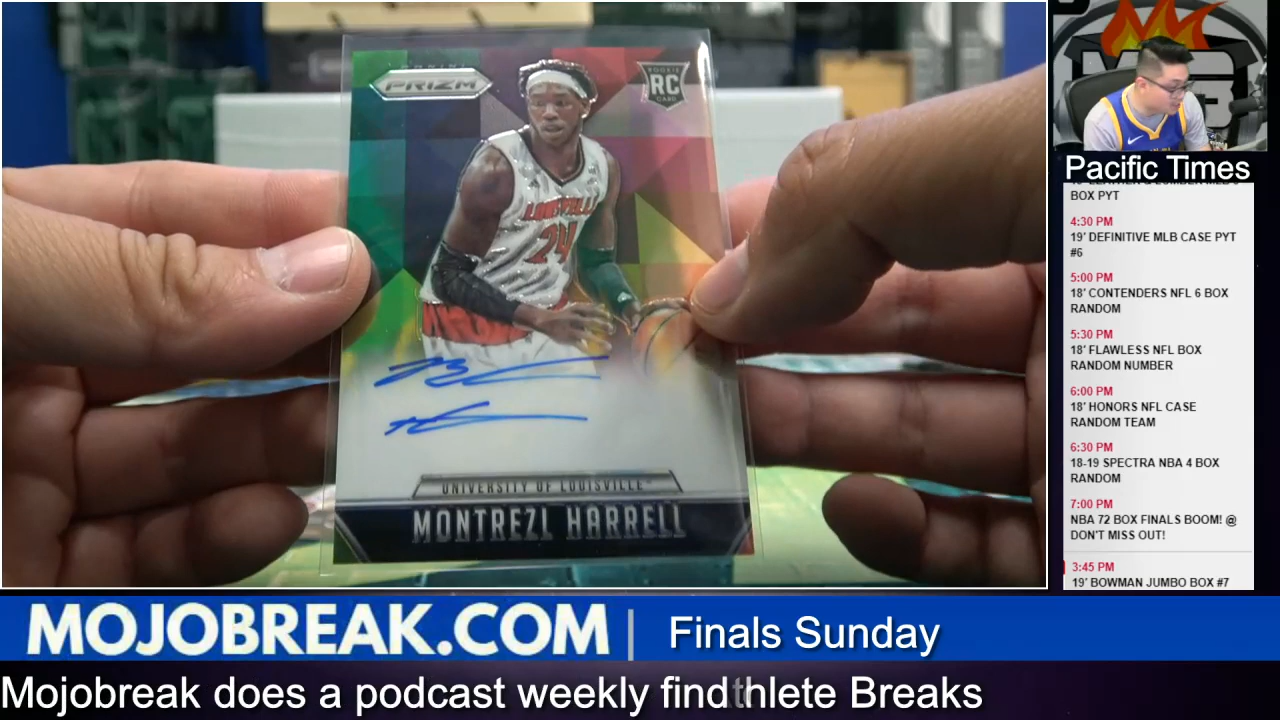 PANINI
PRIZM
ROOKIE
RC
CARD
LOUISVILLE
24
UNIVERSITY OF LOUISVILLE
MONTREZL HARRELL
Pacific Times
BOX PYT
4:30 PM
19' DEFINITIVE MLB CASE PYT
#6
5:00 PM
18' CONTENDERS NFL 6 BOX
RANDOM
5:30 PM
18' FLAWLESS NFL BOX
RANDOM NUMBER
6:00 PM
18' HONORS NFL CASE
RANDOM TEAM
6:30 PM
18-19 SPECTRA NBA 4 BOX
RANDOM
7:00 PM
NBA 72 BOX FINALS BOOM! @
DON'T MISS OUT!
3:45 PM
19' BOWMAN JUMBO BOX #7
MOJOBREAK.COM | Finals Sunday
Mojobreak does a podcast weekly find thlete Breaks